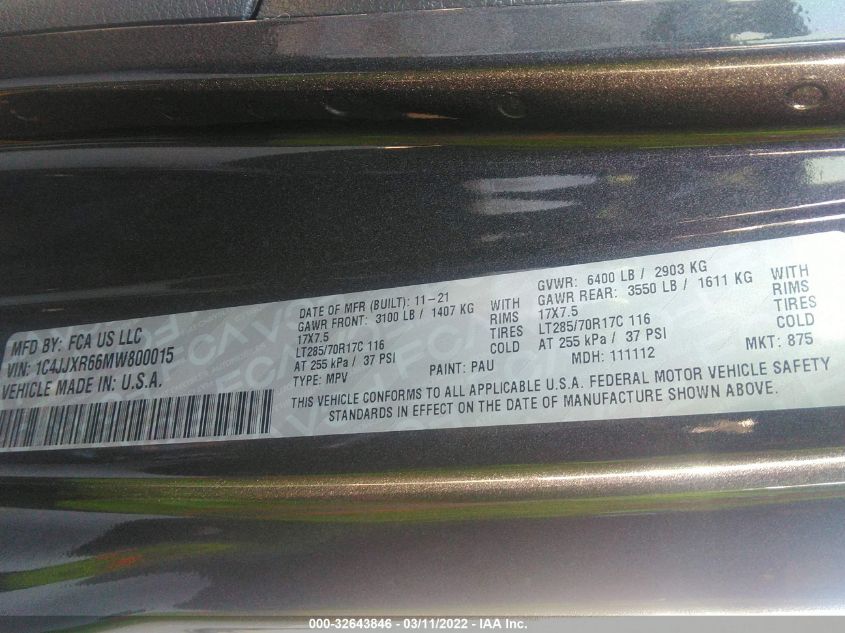 MFD BY: FCA US LLC
VIN: 1C4JJXR66MW800015
VEHICLE MADE IN: U.S.A.
DATE OF MFR (BUILT): 11-21
GAWR FRONT: 3100 LB / 1407 KG WITH
17X7.5 RIMS
LT285/70R17C 116 TIRES
AT 255 kPa / 37 PSI COLD
TYPE: MPV PAINT: PAU
GVWR: 6400 LB / 2903 KG
GAWR REAR: 3550 LB / 1611 KG WITH
17X7.5 RIMS
LT285/70R17C 116 TIRES
AT 255 kPa / 37 PSI COLD
MDH: 111112 MKT: 875
THIS VEHICLE CONFORMS TO ALL APPLICABLE U.S.A. FEDERAL MOTOR VEHICLE SAFETY
STANDARDS IN EFFECT ON THE DATE OF MANUFACTURE SHOWN ABOVE.
000-32643846 - 03/11/2022 - IAA Inc.